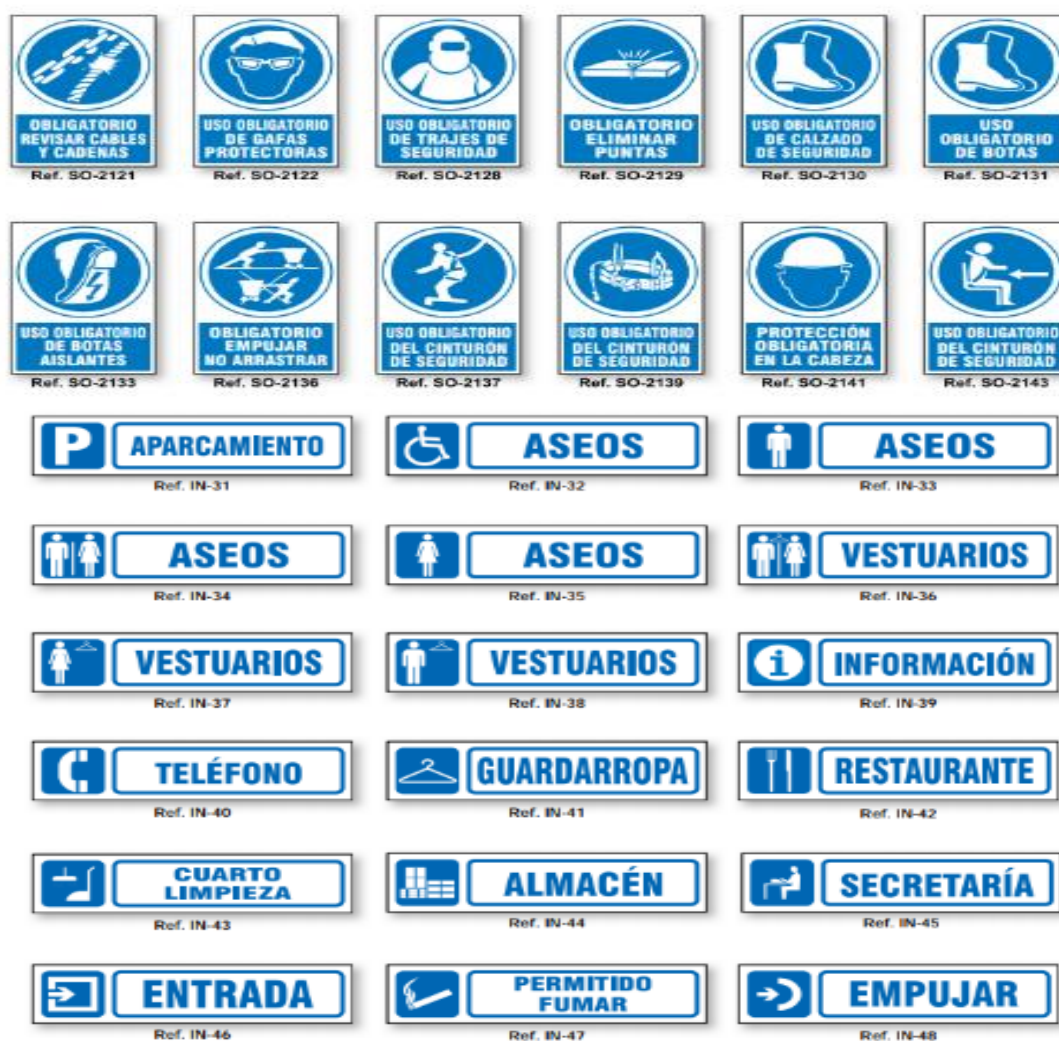 OBLIGATORIO
REVISAR CABLES
Y CADENAS
Ref. SO-2121
USO OBLIGATORIO
DE GAFAS
PROTECTORAS
Ref. SO-2122
USO OBLIGATORIO
DE TRAJES DE
SEGURIDAD
Ref. SO-2128
OBLIGATORIO
ELIMINAR
PUNTAS
Ref. SO-2129
USO OBLIGATORIO
DE CALZADO
DE SEGURIDAD
Ref. SO-2130
USO
OBLIGATORIO
DE BOTAS
Ref. SO-2131
USO OBLIGATORIO
DE BOTAS
AISLANTES
Ref. SO-2133
OBLIGATORIO
EMPUJAR
NO ARRASTRAR
Ref. SO-2136
USO OBLIGATORIO
DEL CINTURÓN
DE SEGURIDAD
Ref. SO-2137
USO OBLIGATORIO
DEL CINTURÓN
DE SEGURIDAD
Ref. SO-2139
PROTECCIÓN
OBLIGATORIA
EN LA CABEZA
Ref. SO-2141
USO OBLIGATORIO
DEL CINTURÓN
DE SEGURIDAD
Ref. SO-2143
P APARCAMIENTO
Ref. IN-31
ASEOS
Ref. IN-32
ASEOS
Ref. IN-33
ASEOS
Ref. IN-34
ASEOS
Ref. IN-35
VESTUARIOS
Ref. IN-36
VESTUARIOS
Ref. IN-37
VESTUARIOS
Ref. IN-38
i INFORMACIÓN
Ref. IN-39
TELÉFONO
Ref. IN-40
GUARDARROPA
Ref. IN-41
RESTAURANTE
Ref. IN-42
CUARTO
LIMPIEZA
Ref. IN-43
ALMACÉN
Ref. IN-44
SECRETARÍA
Ref. IN-45
ENTRADA
Ref. IN-46
PERMITIDO
FUMAR
Ref. IN-47
EMPUJAR
Ref. IN-48